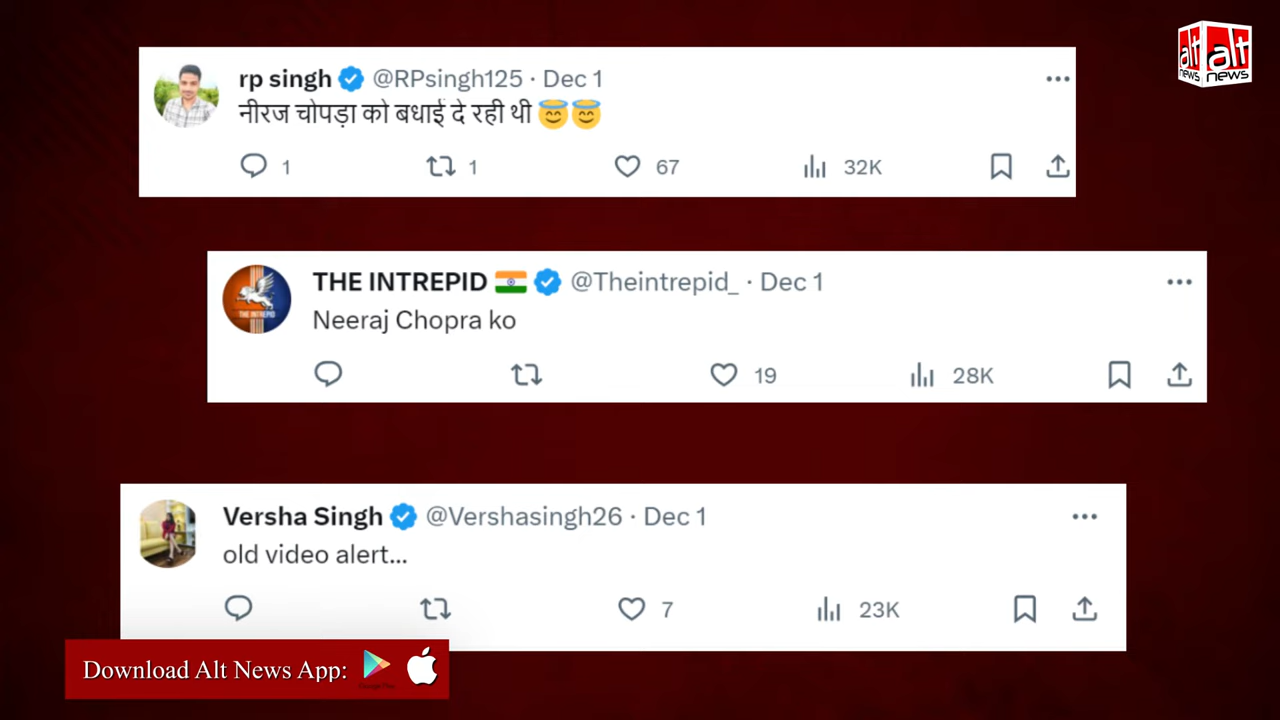 alt news alt news
rp singh @RPsingh125 · Dec 1
नीरज चोपड़ा को बधाई दे रही थी 😇😇
1 1 67 32K
THE INTREPID 🇮🇳 @Theintrepid_ · Dec 1
Neeraj Chopra ko
19 28K
THE INTREPID
Versha Singh @Vershasingh26 · Dec 1
old video alert...
7 23K
Download Alt News App: